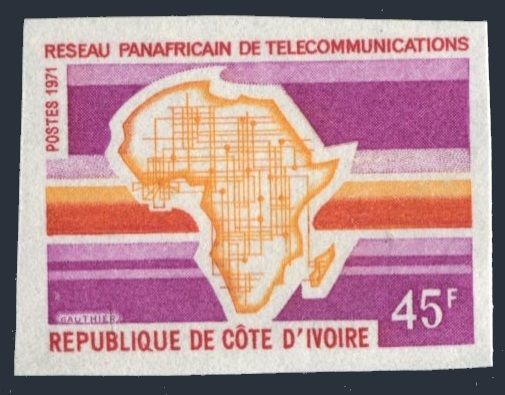 RESEAU PANAFRICAIN DE TELECOMMUNICATIONS
POSTES 1971
GAUTHIER
45F
REPUBLIQUE DE CÔTE D'IVOIRE